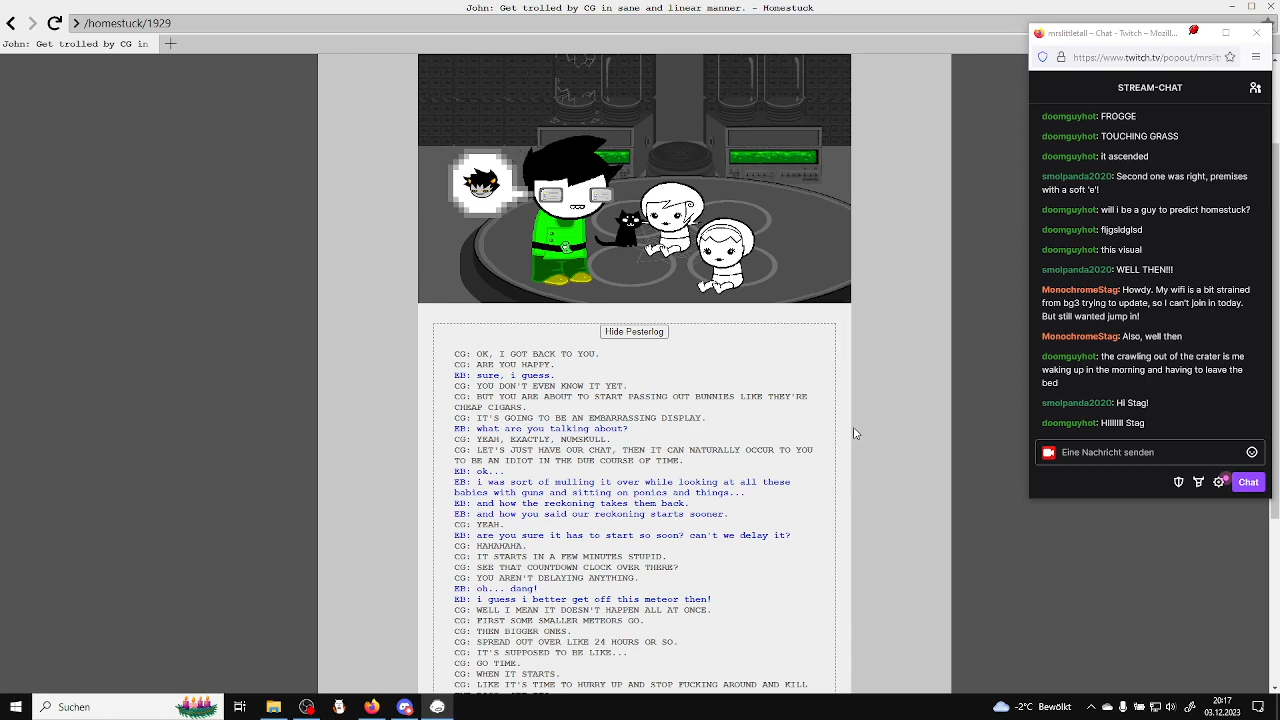 John: Get trolled by CG in sane and linear manner. - Homestuck
/homestuck/1929
John: Get trolled by CG in
mrslittletall – Chat - Twitch – Mozill...
https://www.twitch.tv/popout/mrslitt
STREAM-CHAT
doomguyhot: FROGGE
doomguyhot: TOUCHING GRASS
doomguyhot: it ascended
smolpanda2020: Second one was right, premises
with a soft 'e'!
doomguyhot: will i be a guy to predict homestuck?
doomguyhot: fljgsldglsd
doomguyhot: this visual
smolpanda2020: WELL THEN!!!
MonochromeStag: Howdy. My wifi is a bit strained
from bg3 trying to update, so I can't join in today.
But still wanted jump in!
MonochromeStag: Also, well then
doomguyhot: the crawling out of the crater is me
waking up in the morning and having to leave the
bed
smolpanda2020: Hi Stag!
doomguyhot: HIIIIIII Stag
Eine Nachricht senden
Chat
Hide Pesterlog
CG: OK, I GOT BACK TO YOU.
CG: ARE YOU HAPPY.
EB: sure, i guess.
CG: YOU DON'T EVEN KNOW IT YET.
CG: BUT YOU ARE ABOUT TO START PASSING OUT BUNNIES LIKE THEY'RE
CHEAP CIGARS.
CG: IT'S GOING TO BE AN EMBARRASSING DISPLAY.
EB: what are you talking about?
CG: YEAH, EXACTLY, NUMSKULL.
CG: LET'S JUST HAVE OUR CHAT, THEN IT CAN NATURALLY OCCUR TO YOU
TO BE AN IDIOT IN THE DUE COURSE OF TIME.
EB: ok...
EB: i was sort of mulling it over while looking at all these
babies with guns and sitting on ponies and things...
EB: and how the reckoning takes them back.
EB: and how you said our reckoning starts sooner.
CG: YEAH.
EB: are you sure it has to start so soon? can't we delay it?
CG: HAHAHAHA.
CG: IT STARTS IN A FEW MINUTES STUPID.
CG: SEE THAT COUNTDOWN CLOCK OVER THERE?
CG: YOU AREN'T DELAYING ANYTHING.
EB: oh... dang!
EB: i guess i better get off this meteor then!
CG: WELL I MEAN IT DOESN'T HAPPEN ALL AT ONCE.
CG: FIRST SOME SMALLER METEORS GO.
CG: THEN BIGGER ONES.
CG: SPREAD OUT OVER LIKE 24 HOURS OR SO.
CG: IT'S SUPPOSED TO BE LIKE...
CG: GO TIME.
CG: WHEN IT STARTS.
CG: LIKE IT'S TIME TO HURRY UP AND STOP FUCKING AROUND AND KILL
Suchen
-2°C Bewölkt
20:17
03.12.2023